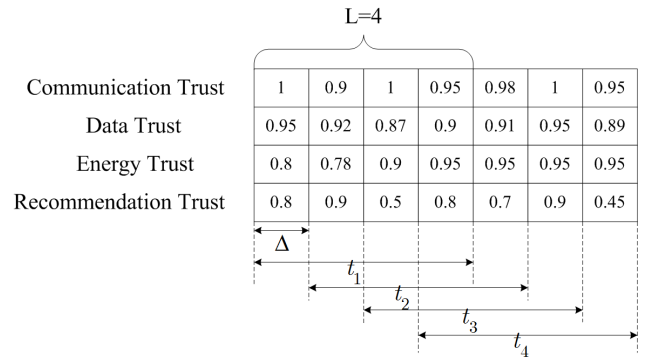 L=4
Communication Trust 1 0.9 1 0.95 0.98 1 0.95
Data Trust 0.95 0.92 0.87 0.9 0.91 0.95 0.89
Energy Trust 0.8 0.78 0.9 0.95 0.95 0.95 0.95
Recommendation Trust 0.8 0.9 0.5 0.8 0.7 0.9 0.45
Δ
t₁
t₂
t₃
t₄